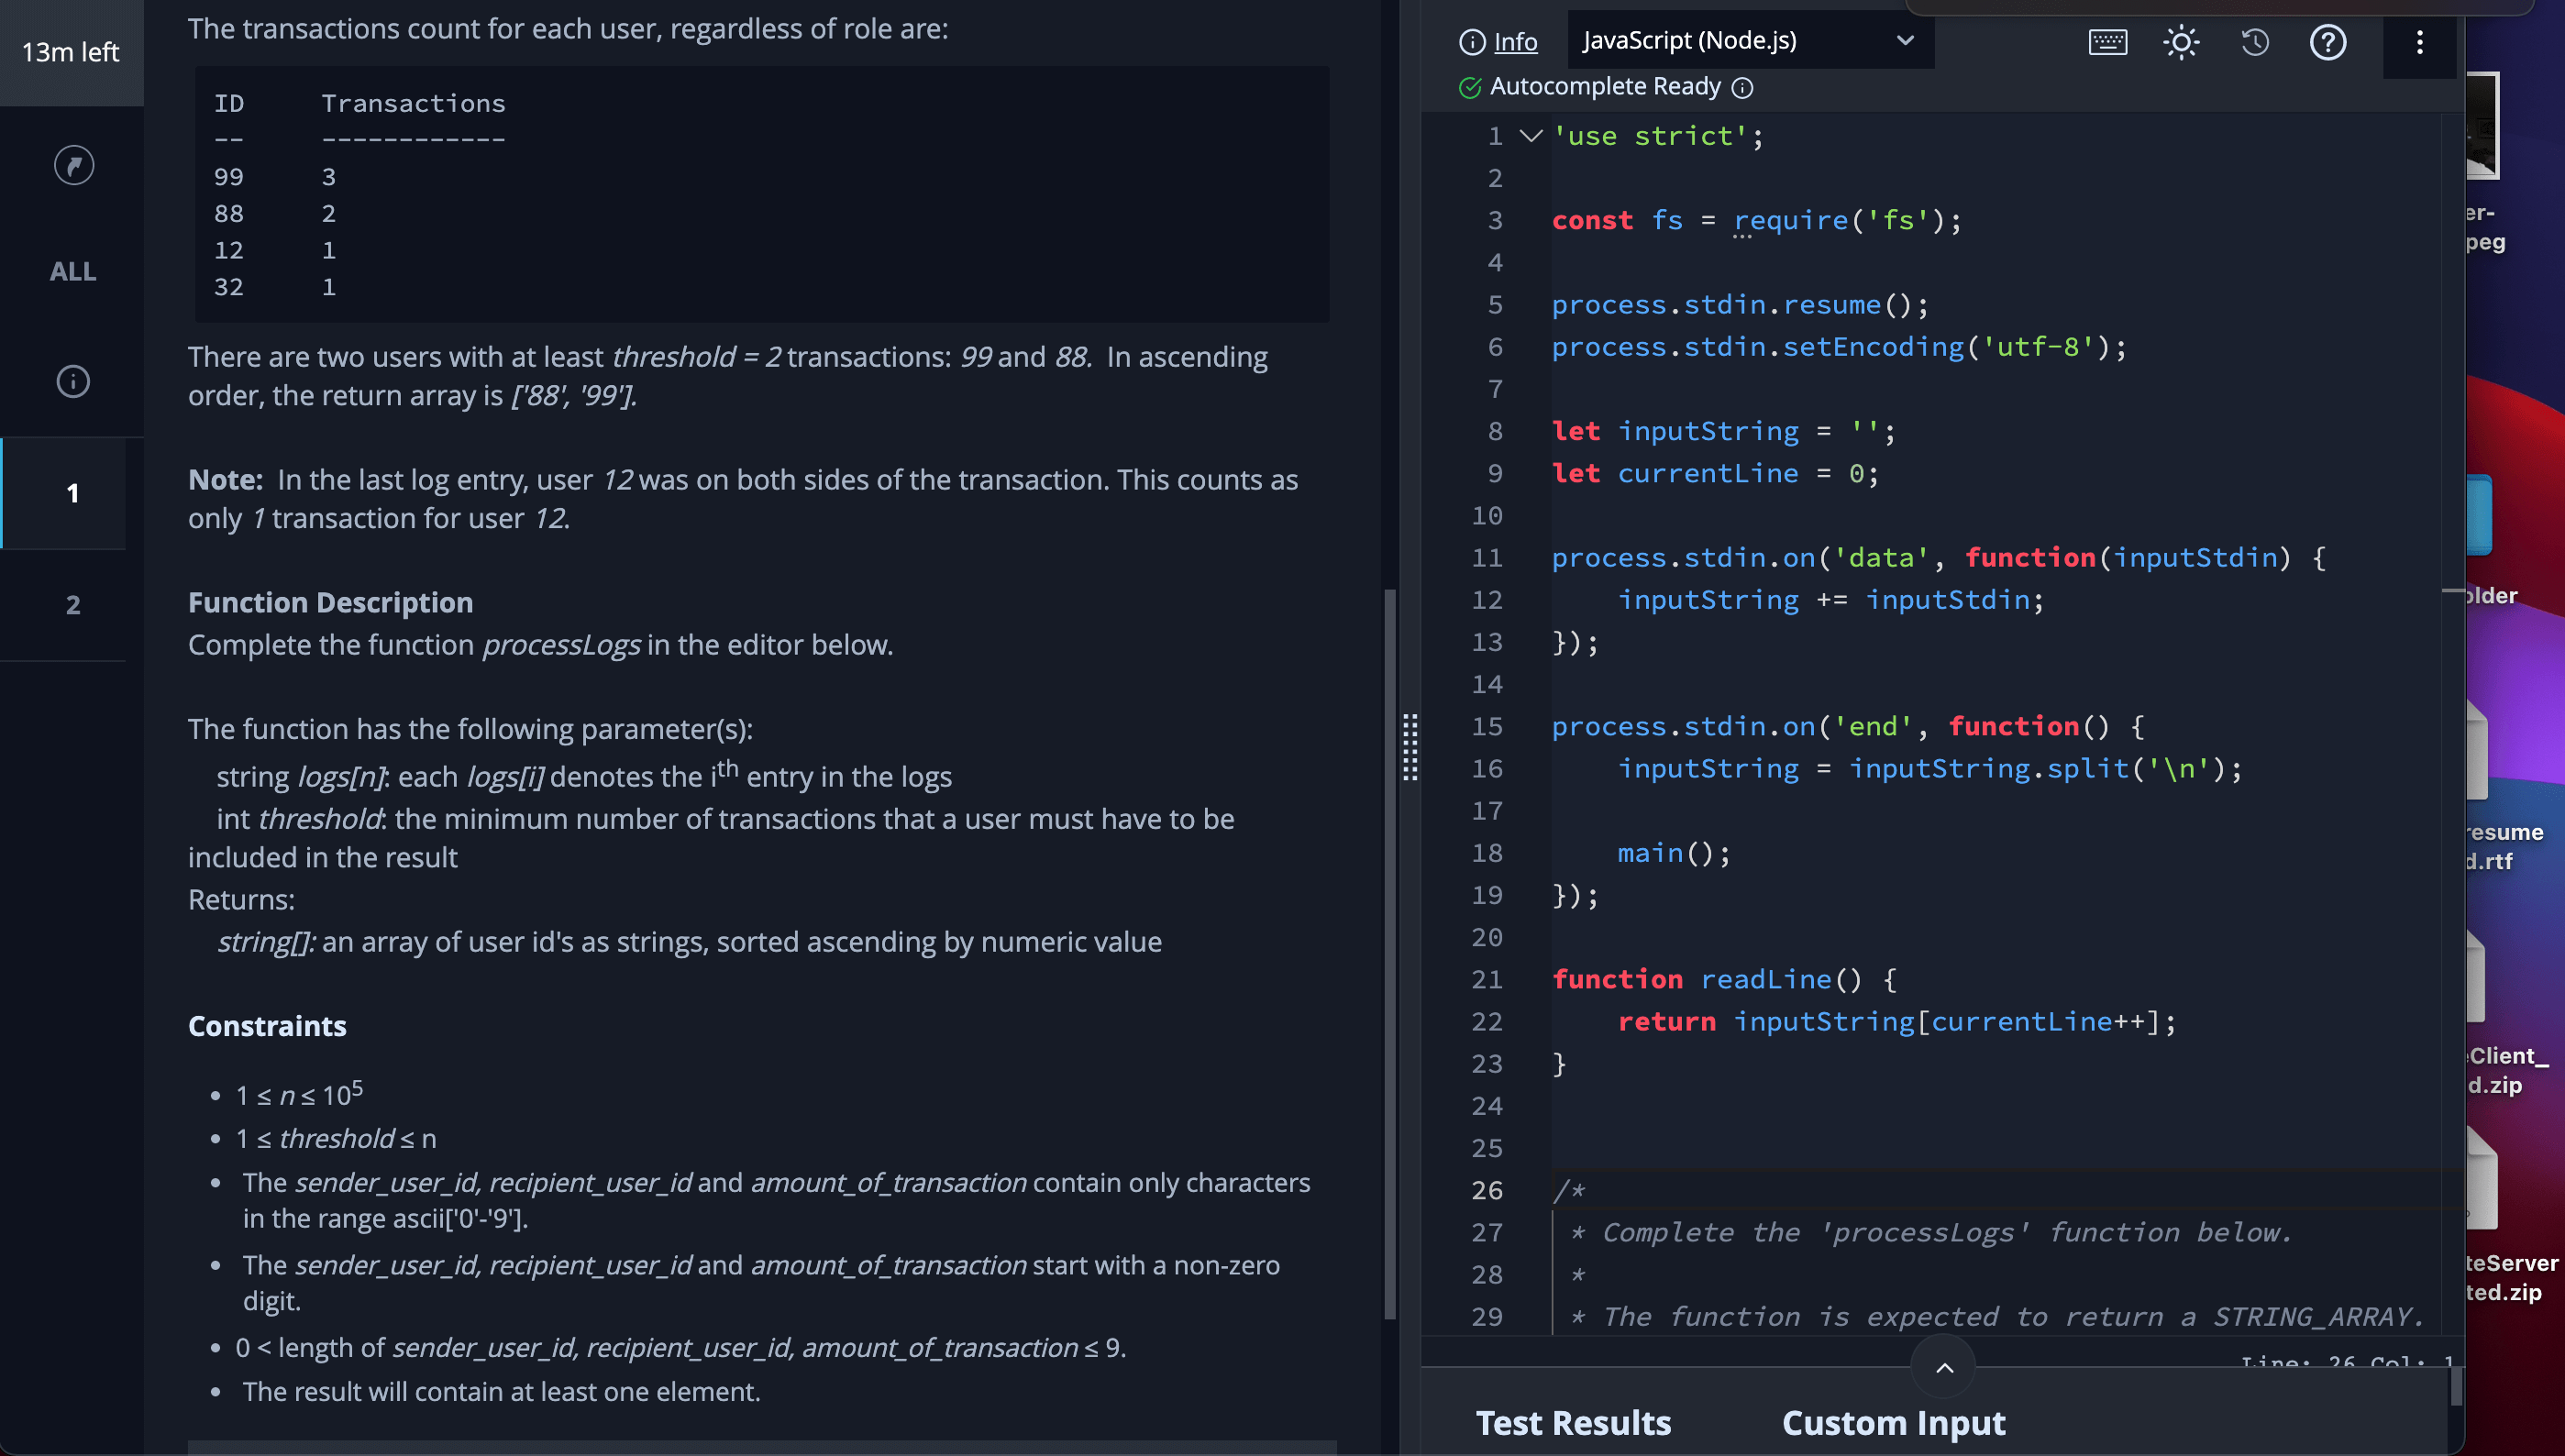 13m left
ALL
1
2
The transactions count for each user, regardless of role are:
ID Transactions
-- ------------
99 3
88 2
12 1
32 1
There are two users with at least threshold = 2 transactions: 99 and 88. In ascending
order, the return array is ['88', '99'].
Note: In the last log entry, user 12 was on both sides of the transaction. This counts as
only 1 transaction for user 12.
Function Description
Complete the function processLogs in the editor below.
The function has the following parameter(s):
string logs[n]: each logs[i] denotes the ith entry in the logs
int threshold: the minimum number of transactions that a user must have to be
included in the result
Returns:
string[]: an array of user id's as strings, sorted ascending by numeric value
Constraints
• 1 ≤ n ≤ 10^5
• 1 ≤ threshold ≤ n
• The sender_user_id, recipient_user_id and amount_of_transaction contain only characters
in the range ascii['0'-'9'].
• The sender_user_id, recipient_user_id and amount_of_transaction start with a non-zero
digit.
• 0 < length of sender_user_id, recipient_user_id, amount_of_transaction ≤ 9.
• The result will contain at least one element.
Info JavaScript (Node.js)
Autocomplete Ready
1 'use strict';
2
3 const fs = require('fs');
4
5 process.stdin.resume();
6 process.stdin.setEncoding('utf-8');
7
8 let inputString = '';
9 let currentLine = 0;
10
11 process.stdin.on('data', function(inputStdin) {
12 inputString += inputStdin;
13 });
14
15 process.stdin.on('end', function() {
16 inputString = inputString.split('\n');
17
18 main();
19 });
20
21 function readLine() {
22 return inputString[currentLine++];
23 }
24
25
26 /*
27 * Complete the 'processLogs' function below.
28 *
29 * The function is expected to return a STRING_ARRAY.
Line: 26 Col: 1
Test Results Custom Input
er-
peg
older
resume
d.rtf
eClient_
d.zip
teServer
ted.zip